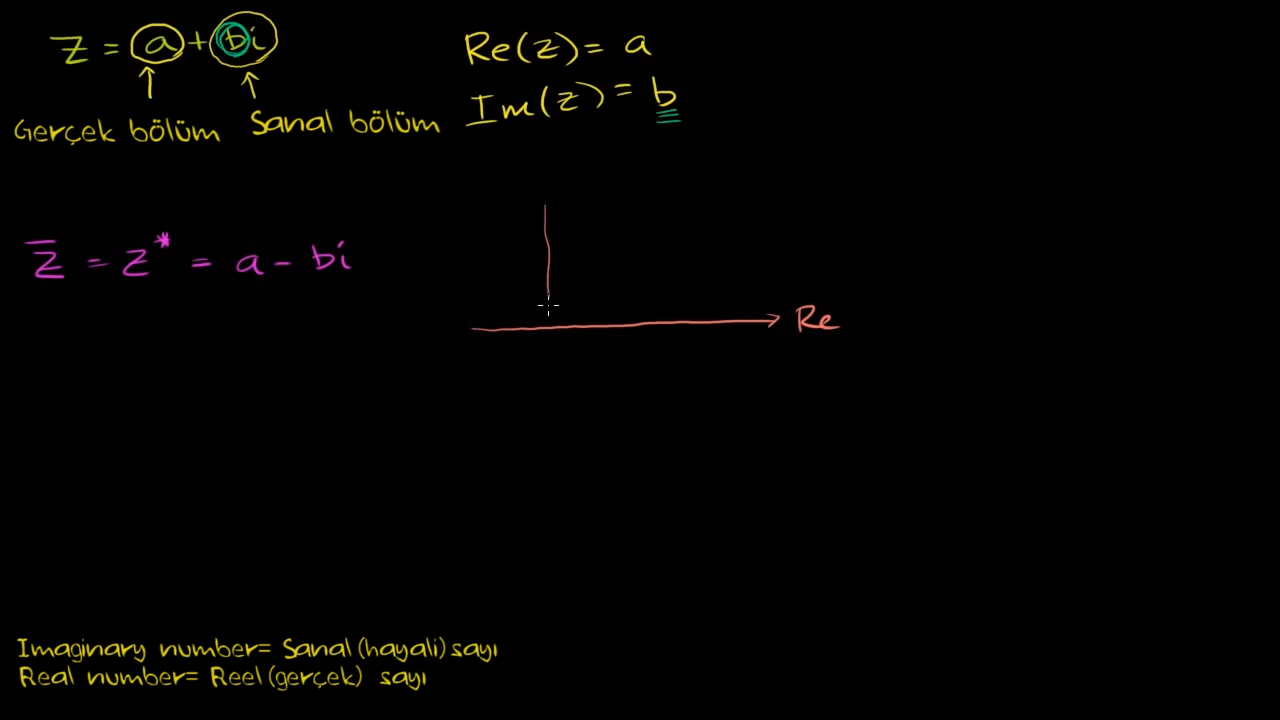 z = a + bi
Gerçek bölüm
Sanal bölüm
Re(z) = a
Im(z) = b
z̅ = z* = a - bi
Re
Imaginary number= Sanal (hayali) sayı
Real number= Reel (gerçek) sayı